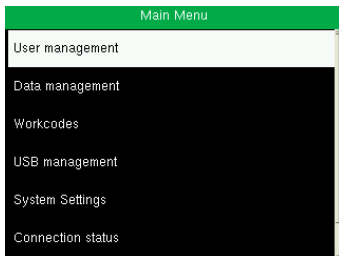 Main Menu
User management
Data management
Workcodes
USB management
System Settings
Connection status